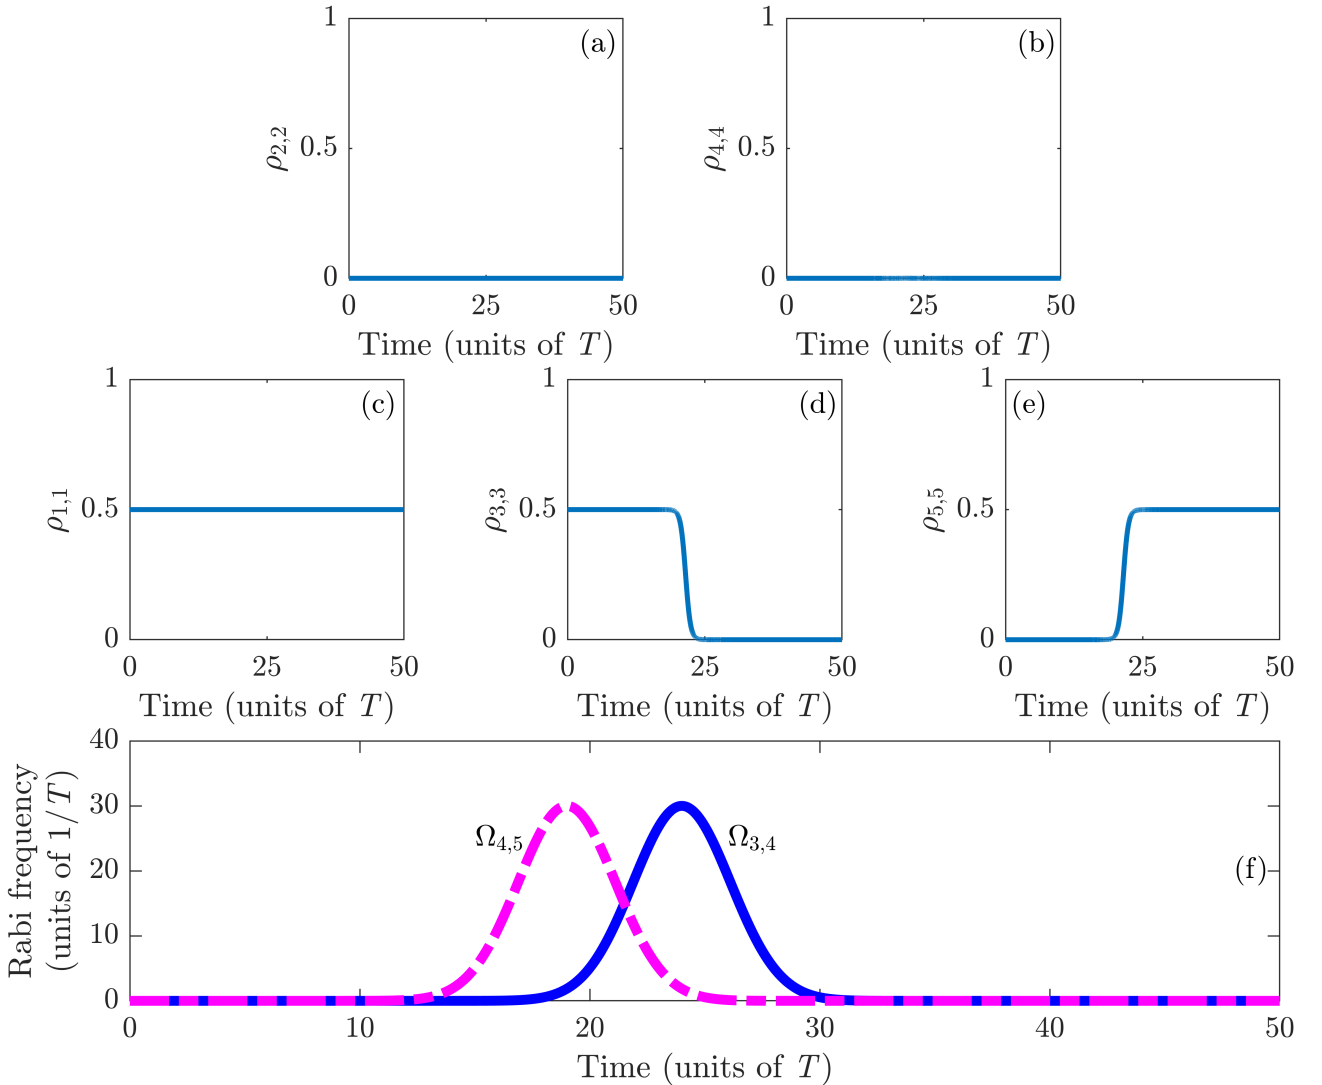 1 (a) 1 (b)
ρ2,2 0.5 ρ4,4 0.5
0 0
0 25 50 0 25 50
Time (units of T) Time (units of T)
1 (c) 1 (d) 1 (e)
ρ1,1 0.5 ρ3,3 0.5 ρ5,5 0.5
0 0 0
0 25 50 0 25 50 0 25 50
Time (units of T) Time (units of T) Time (units of T)
40
30
Ω4,5 Ω3,4
20 (f)
10
0
Rabi frequency
(units of 1/T)
0 10 20 30 40 50
Time (units of T)